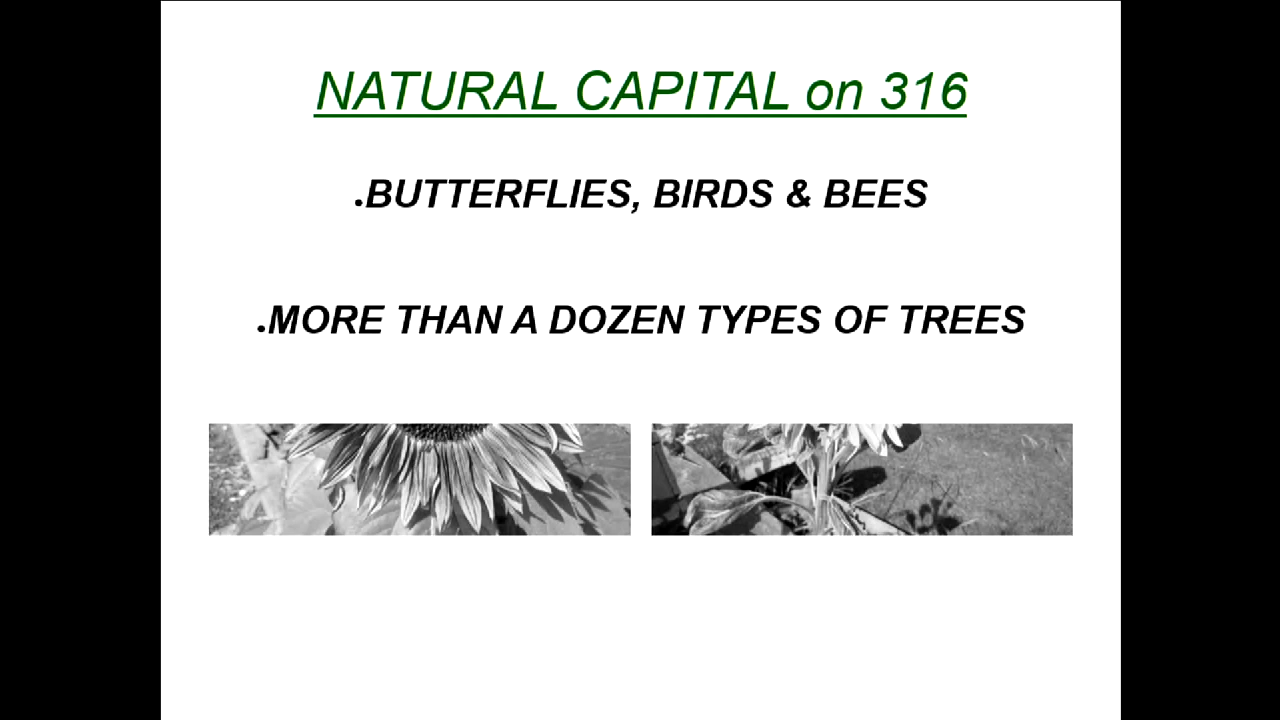 NATURAL CAPITAL on 316
.BUTTERFLIES, BIRDS & BEES
.MORE THAN A DOZEN TYPES OF TREES